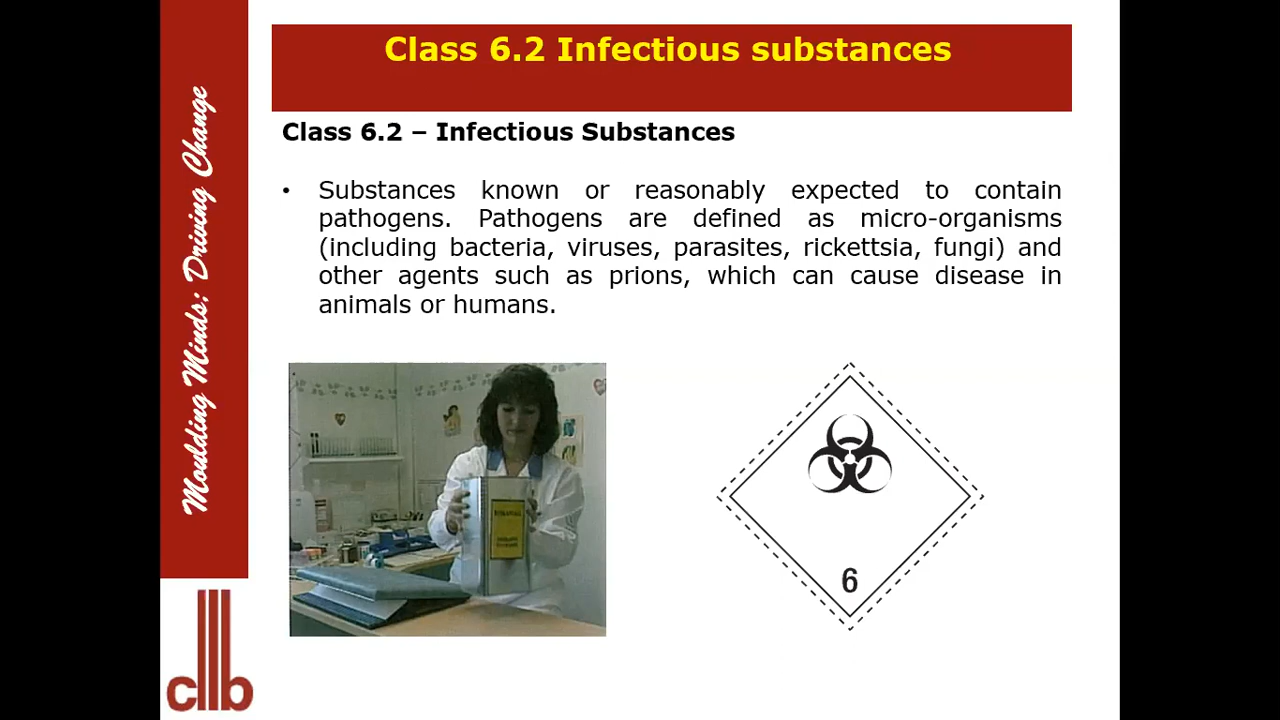 Class 6.2 Infectious substances
Moulding Minds; Driving Change
Class 6.2 – Infectious Substances
• Substances known or reasonably expected to contain
pathogens. Pathogens are defined as micro-organisms
(including bacteria, viruses, parasites, rickettsia, fungi) and
other agents such as prions, which can cause disease in
animals or humans.
6
cllb